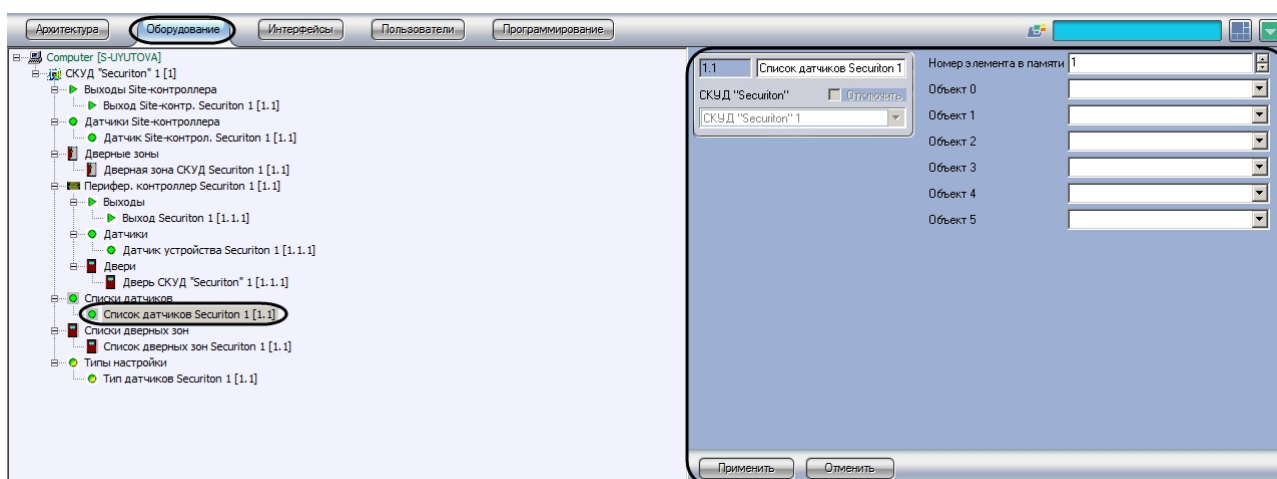 Архитектура Оборудование Интерфейсы Пользователи Программирование
Computer [S-UYUTOVA]
СКУД "Securiton" 1 [1]
Выходы Site-контроллера
Выход Site-контр. Securiton 1 [1.1]
Датчики Site-контроллера
Датчик Site-контрол. Securiton 1 [1.1]
Дверные зоны
Дверная зона СКУД Securiton 1 [1.1]
Перифер. контроллер Securiton 1 [1.1]
Выходы
Выход Securiton 1 [1.1.1]
Датчики
Датчик устройства Securiton 1 [1.1.1]
Двери
Дверь СКУД "Securiton" 1 [1.1.1]
Списки датчиков
Список датчиков Securiton 1 [1.1]
Списки дверных зон
Список дверных зон Securiton 1 [1.1]
Типы настройки
Тип датчиков Securiton 1 [1.1]
1.1 Список датчиков Securiton 1
СКУД "Securiton" Отключить
СКУД "Securiton" 1
Номер элемента в памяти 1
Объект 0
Объект 1
Объект 2
Объект 3
Объект 4
Объект 5
Применить Отменить